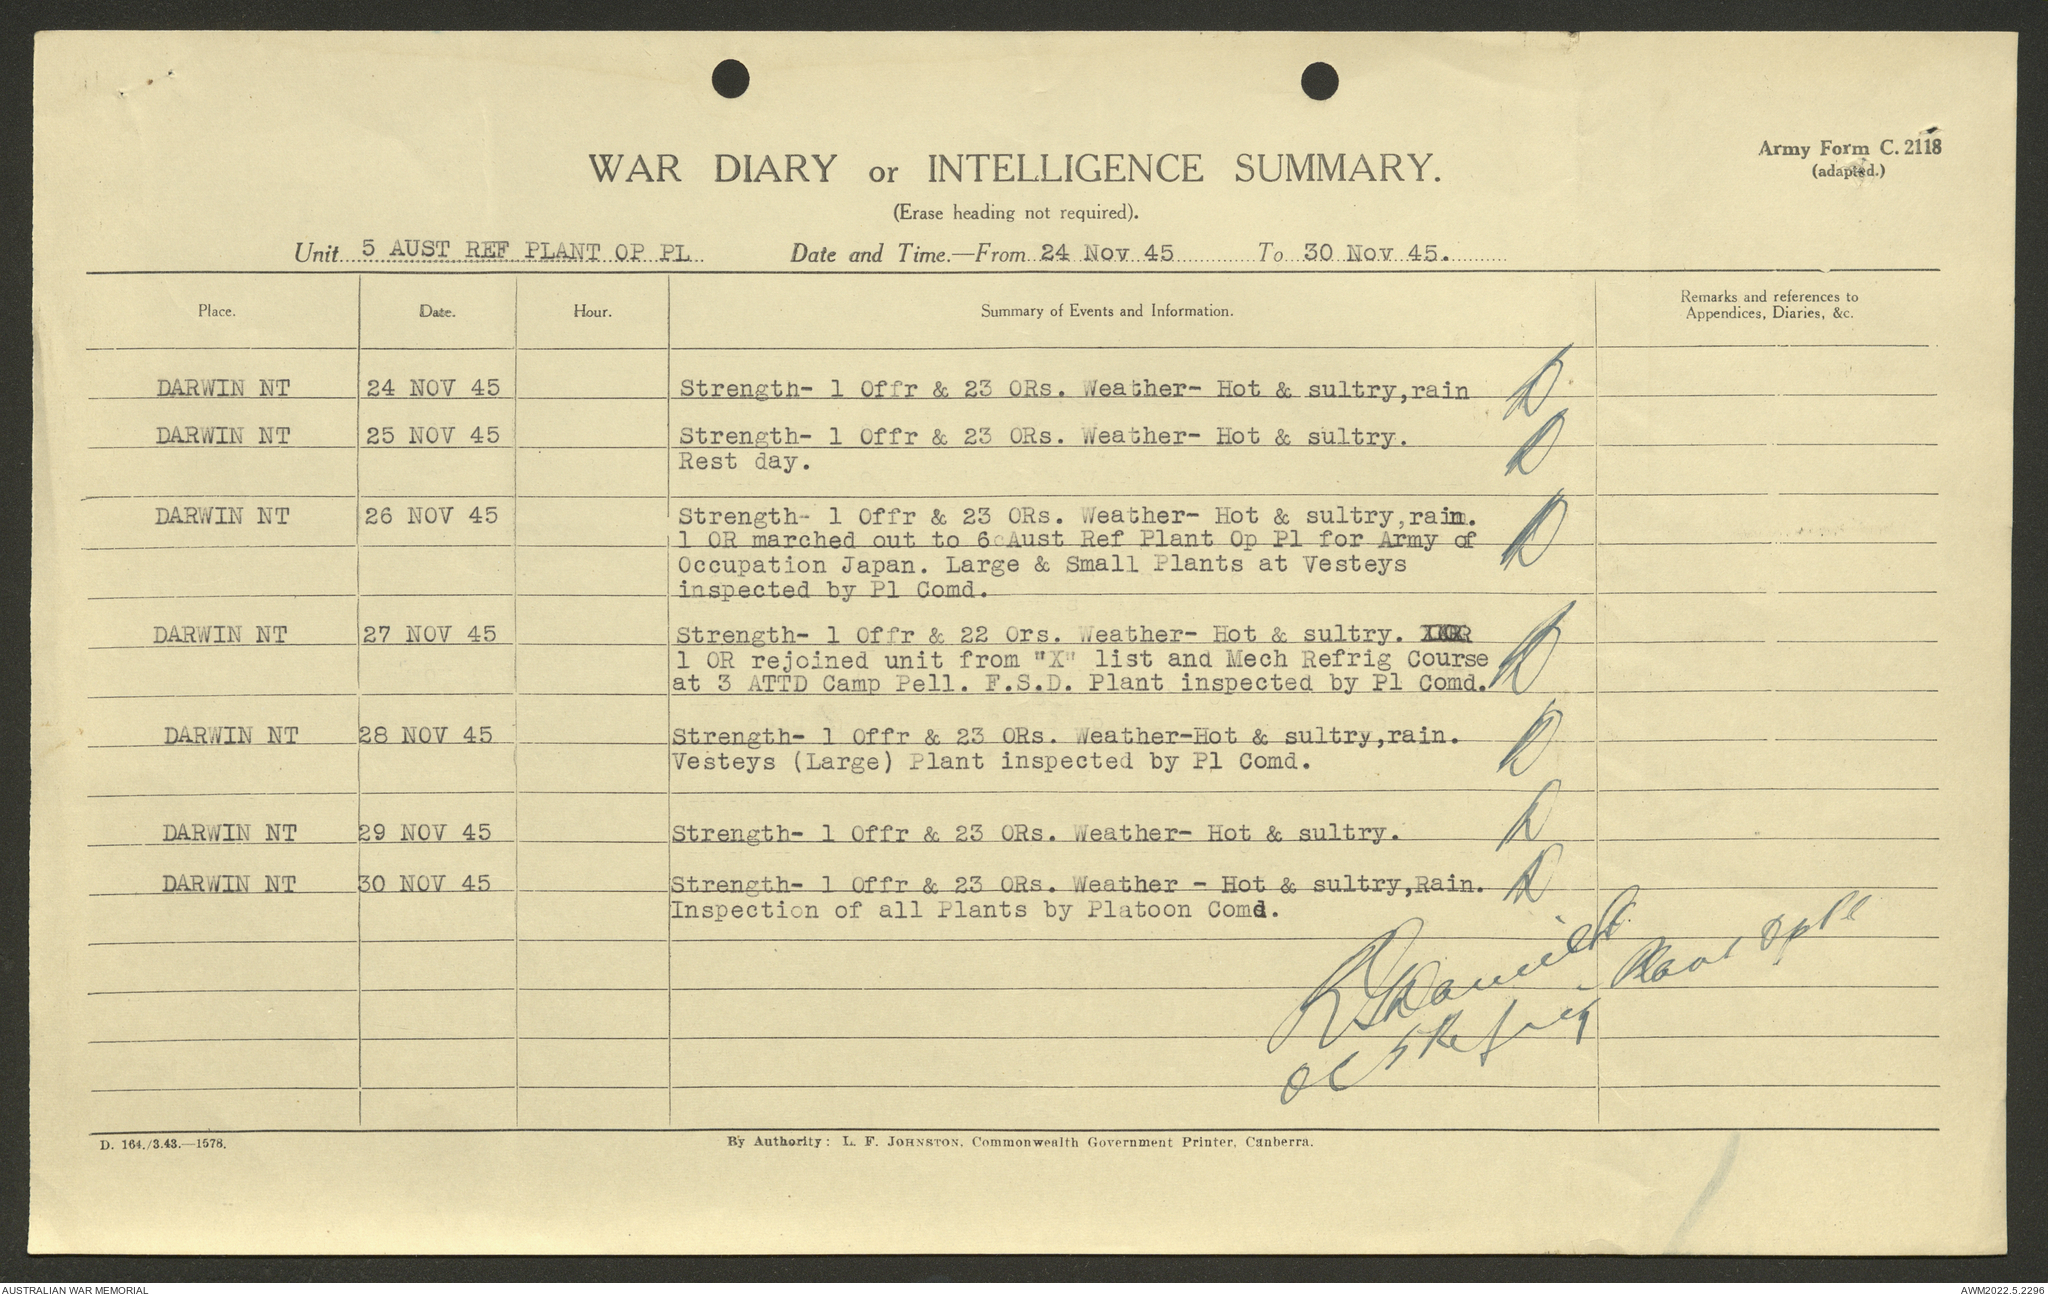 Army Form C. 2118
(adapted.)
WAR DIARY or INTELLIGENCE SUMMARY.
(Erase heading not required).
Unit 5 AUST REF PLANT OP PL Date and Time.—From 24 Nov 45 To 30 Nov 45.
Place. Date. Hour. Summary of Events and Information. Remarks and references to
Appendices, Diaries, &c.
DARWIN NT 24 NOV 45 Strength- 1 Offr & 23 ORs. Weather- Hot & sultry,rain
DARWIN NT 25 NOV 45 Strength- 1 Offr & 23 ORs. Weather- Hot & sultry.
Rest day.
DARWIN NT 26 NOV 45 Strength- 1 Offr & 23 ORs. Weather- Hot & sultry,rain.
1 OR marched out to 6 Aust Ref Plant Op Pl for Army of
Occupation Japan. Large & Small Plants at Vesteys
inspected by Pl Comd.
DARWIN NT 27 NOV 45 Strength- 1 Offr & 22 Ors. Weather- Hot & sultry.
1 OR rejoined unit from "X" list and Mech Refrig Course
at 3 ATTD Camp Pell. F.S.D. Plant inspected by Pl Comd.
DARWIN NT 28 NOV 45 Strength- 1 Offr & 23 ORs. Weather-Hot & sultry,rain.
Vesteys (Large) Plant inspected by Pl Comd.
DARWIN NT 29 NOV 45 Strength- 1 Offr & 23 ORs. Weather- Hot & sultry.
DARWIN NT 30 NOV 45 Strength- 1 Offr & 23 ORs. Weather - Hot & sultry,Rain.
Inspection of all Plants by Platoon Comd.
OC 5 Refrig Plant Op Pl
D. 164./3.43.—1578. By Authority: L. F. JOHNSTON, Commonwealth Government Printer, Canberra.
AUSTRALIAN WAR MEMORIAL AWM2022.5.2296